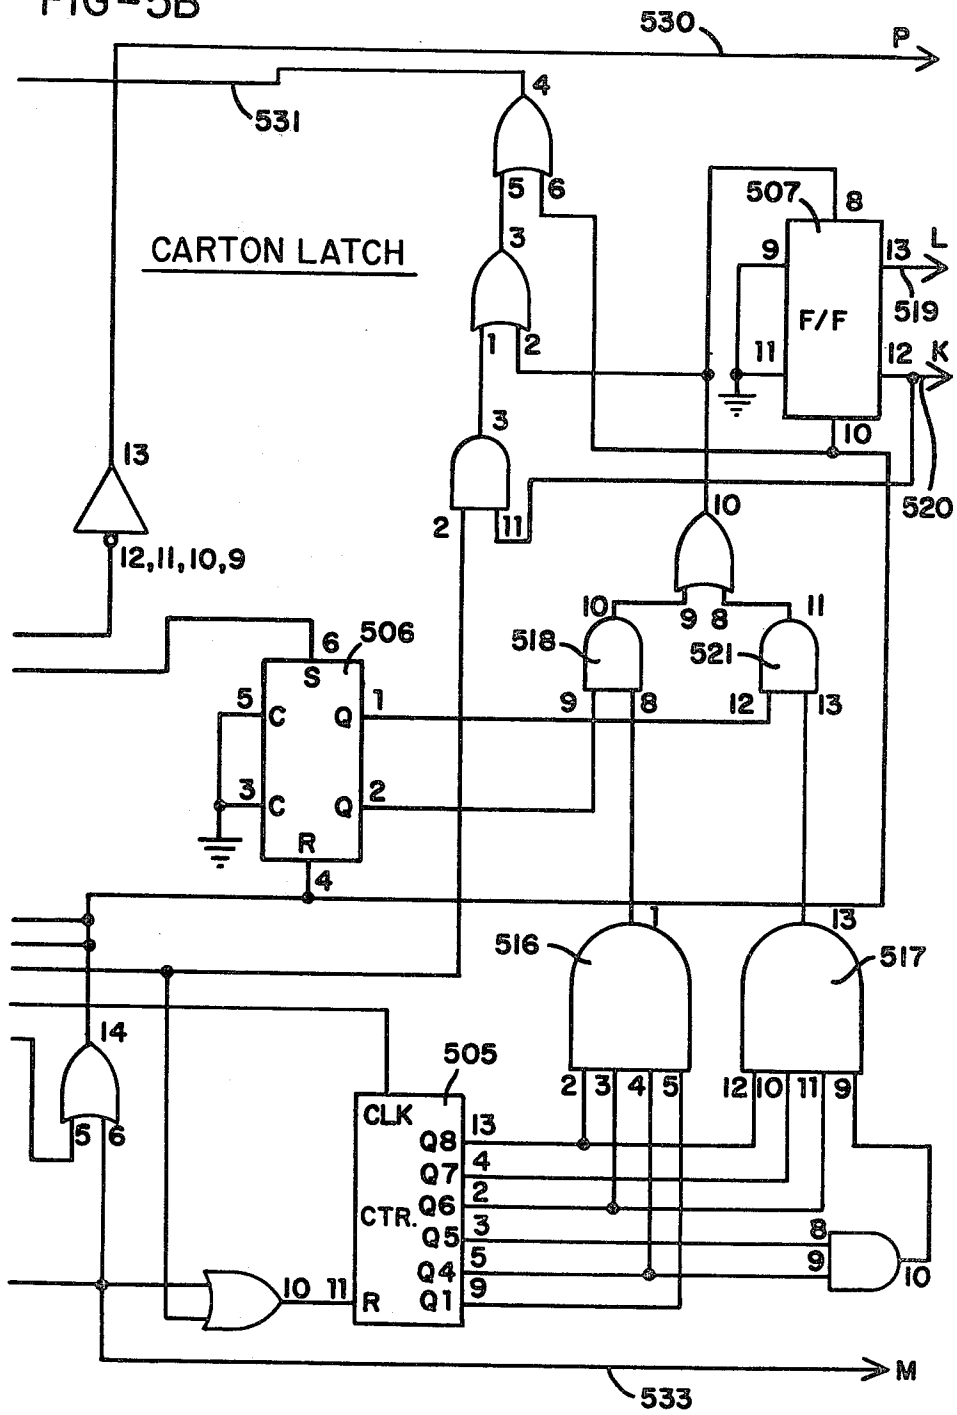 FIG-5B
530
P
4
531
5 6
507
8
CARTON LATCH
3
9
13
L
519
F/F
1 2
11
12
K
3
10
13
2
11
10
520
12,11,10,9
10
9 8
11
6
506
518
521
S
5
C
Q
1
9
8
12
13
3
C
Q
2
R
4
1
13
516
517
14
505
2 3 4 5
12 10 11 9
CLK
5 6
Q8
13
Q7
4
CTR.
Q6
2
Q5
3
8
Q4
5
9
10
10
11
R
Q1
9
M
533